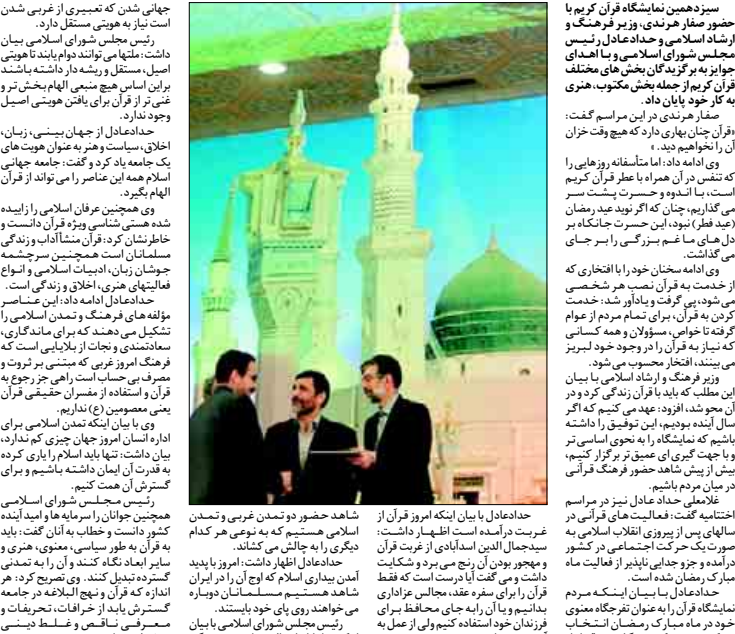 سیزدهمین نمایشگاه قرآن کریم با
حضور صفار هرندی، وزیر فرهنگ و
ارشاد اسلامی و حدادعادل رئیس
مجلس شورای اسلامی و با اهدای
جوایز به برگزیدگان بخش های مختلف
قرآن کریم از جمله بخش مکتوب، هنری
به کار خود پایان داد.
صفار هرندی در این مراسم گفت:
«قرآن چنان بهاری دارد که هیچ وقت خزان
آن را نخواهیم دید.»
وی ادامه داد: اما متأسفانه روزهایی را
که تنفس در آن همراه با عطر قرآن کریم
است، با اندوه و حسرت پشت سر
می گذاریم، چنان که اگر نوید عید رمضان
(عید فطر) نبود، این حسرت جانکاه بر
دل های ما غم بزرگی را بر جای
می گذاشت.
وی ادامه سخنان خود را با افتخاری که
از خدمت به قرآن نصب هر شخصی
می شود، پی گرفت و یادآور شد: خدمت
کردن به قرآن، برای تمام مردم از عوام
گرفته تا خواص، مسؤولان و همه کسانی
که نیاز به قرآن را در وجود خود لبریز
می بینند، افتخار محسوب می شود.
وزیر فرهنگ و ارشاد اسلامی با بیان
این مطلب که باید با قرآن زندگی کرد و در
آن محو شد، افزود: عهد می کنیم که اگر
سال آینده بودیم، این توفیق را داشته
باشیم که نمایشگاه را به نحوی اساسی تر
و با جهت گیری ای عمیق تر برگزار کنیم،
بیش از پیش شاهد حضور فرهنگ قرآنی
در میان مردم باشیم.
غلامعلی حداد عادل نیز در مراسم
اختتامیه گفت: فعالیت های قرآنی در
سالهای پس از پیروزی انقلاب اسلامی به
صورت یک حرکت اجتماعی در کشور
درآمده و جزو جدایی ناپذیر از فعالیت ماه
مبارک رمضان شده است.
حدادعادل با بیان اینکه مردم
نمایشگاه قرآن را به عنوان تفرجگاه معنوی
خود در ماه مبارک رمضان انتخاب
حدادعادل با بیان اینکه امروز قرآن از
غربت درآمده است اظهار داشت:
سیدجمال الدین اسدآبادی از غربت قرآن
و مهجور بودن آن رنج می برد و شکایت
داشت و می گفت آیا درست است که فقط
قرآن را برای سفره عقد، مجالس عزاداری
بدانیم و یا آن را به جای محافظ برای
فرزندان خود استفاده کنیم ولی از عمل به
شاهد حضور دو تمدن غربی و تمدن
اسلامی هستیم که به نوعی هر کدام
دیگری را به چالش می کشاند.
حدادعادل اظهار داشت: امروز با پدید
آمدن بیداری اسلام که اوج آن را در ایران
شاهد هستیم مسلمانان دوباره
می خواهند روی پای خود بایستند.
رئیس مجلس شورای اسلامی با بیان
جهانی شدن که تعبیری از غربی شدن
است نیاز به هویتی مستقل دارد.
رئیس مجلس شورای اسلامی بیان
داشت: ملتها می توانند دوام یابند تا هویتی
اصیل، مستقل و ریشه دار داشته باشند
براین اساس هیچ منبعی الهام بخش تر و
غنی تر از قرآن برای یافتن هویتی اصیل
وجود ندارد.
حدادعادل از جهان بینی، زبان،
اخلاق، سیاست و هنر به عنوان هویت های
یک جامعه یاد کرد و گفت: جامعه جهانی
اسلام همه این عناصر را می تواند از قرآن
الهام بگیرد.
وی همچنین عرفان اسلامی را زاییده
شده هستی شناسی ویژه قرآن دانست و
خاطرنشان کرد: قرآن منشأ آداب و زندگی
مسلمانان است همچنین سرچشمه
جوشان زبان، ادبیات اسلامی و انواع
فعالیتهای هنری، اخلاق و زندگی است.
حدادعادل ادامه داد: این عناصر
مؤلفه های فرهنگ و تمدن اسلامی را
تشکیل می دهند که برای ماندگاری،
سعادتمندی و نجات از بلایایی است که
فرهنگ امروز غربی که مبتنی بر ثروت و
مصرف بی حساب است راهی جز رجوع به
قرآن و استفاده از مفسران حقیقی قرآن
یعنی معصومین (ع) نداریم.
وی با بیان اینکه تمدن اسلامی برای
اداره انسان امروز جهان چیزی کم ندارد،
بیان داشت: تنها باید اسلام را یاری کرده
به قدرت آن ایمان داشته باشیم و برای
گسترش آن همت کنیم.
رئیس مجلس شورای اسلامی
همچنین جوانان را سرمایه ها و امید آینده
کشور دانست و خطاب به آنان گفت: باید
به قرآن به طور سیاسی، معنوی، هنری و
سایر ابعاد نگاه کنند و آن را به تمدنی
گسترده تبدیل کنند. وی تصریح کرد: هر
اندازه که قرآن و نهج البلاغه در جامعه
گسترش یابد از خرافات، تحریفات و
معرفی ناقص و غلط دینی